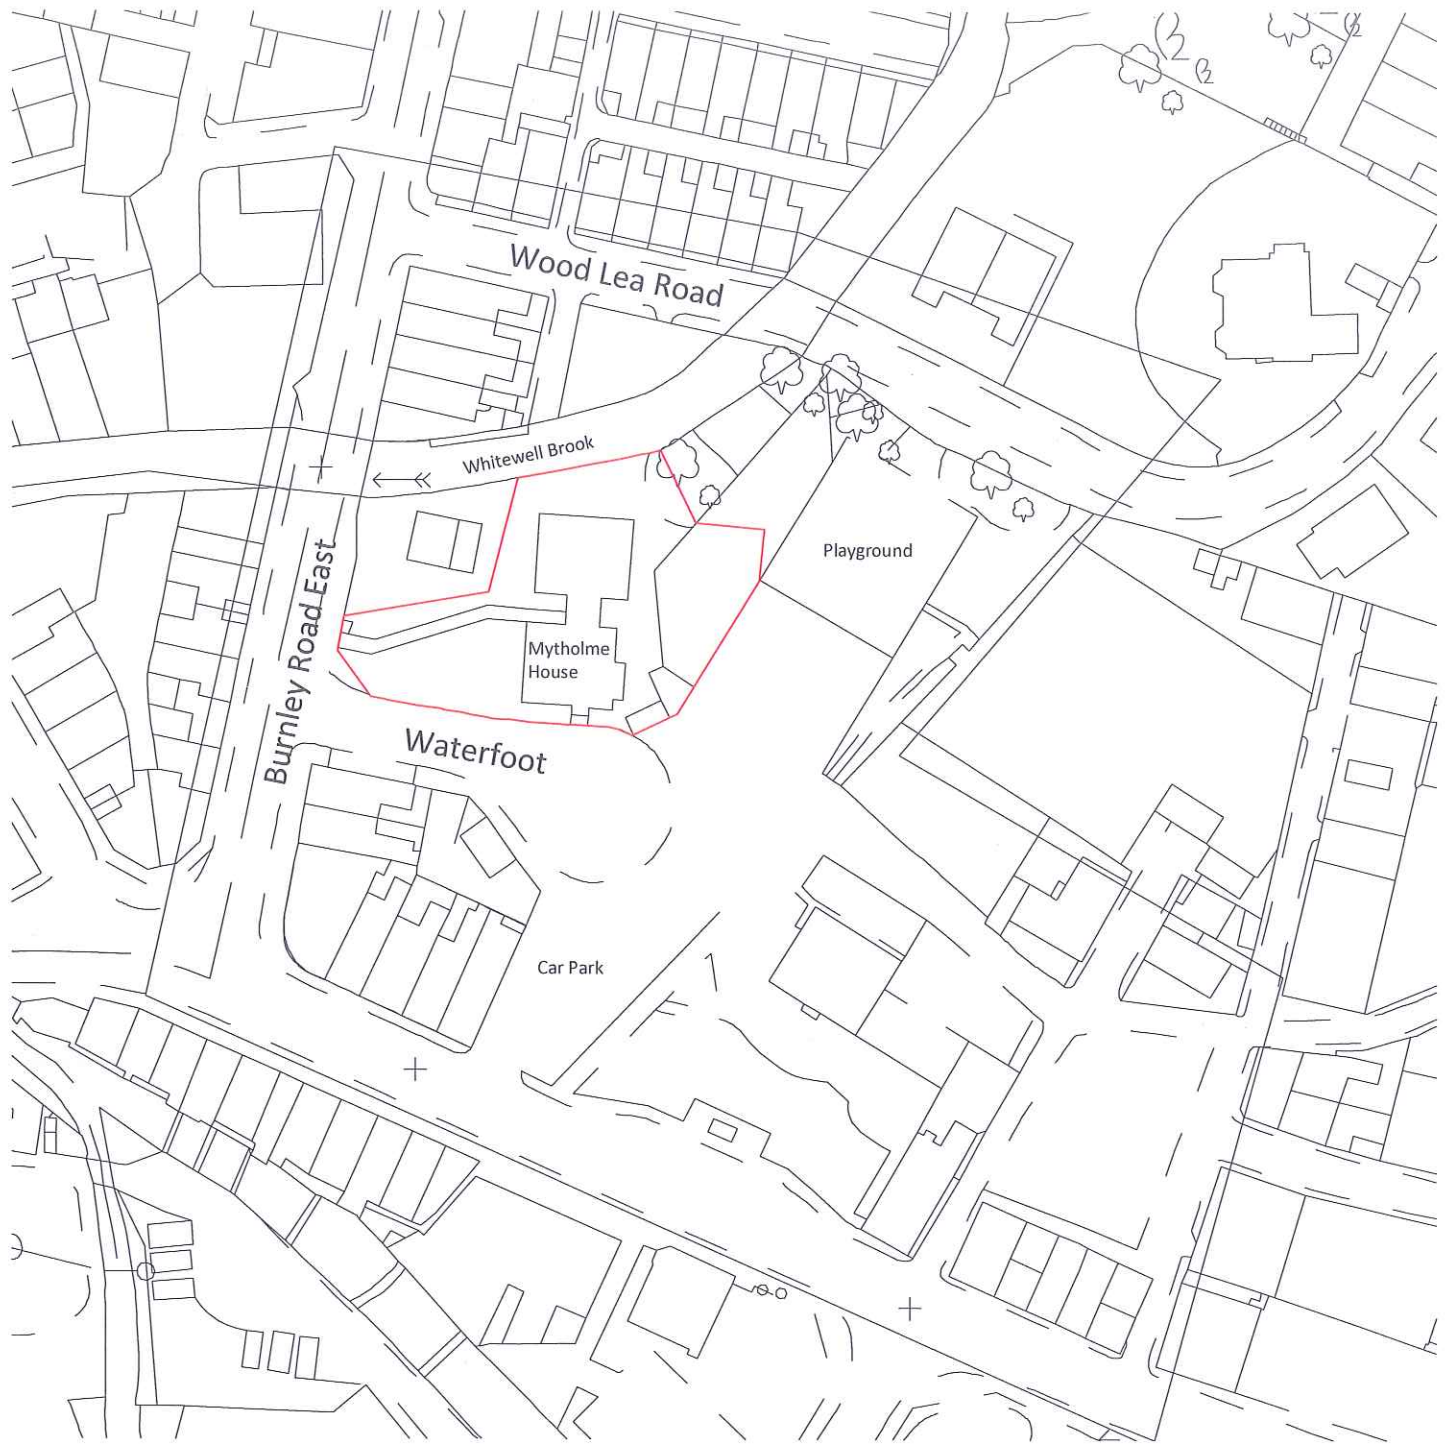 Wood Lea Road
Whitewell Brook
Playground
Burnley Road East
Mytholme
House
Waterfoot
Car Park